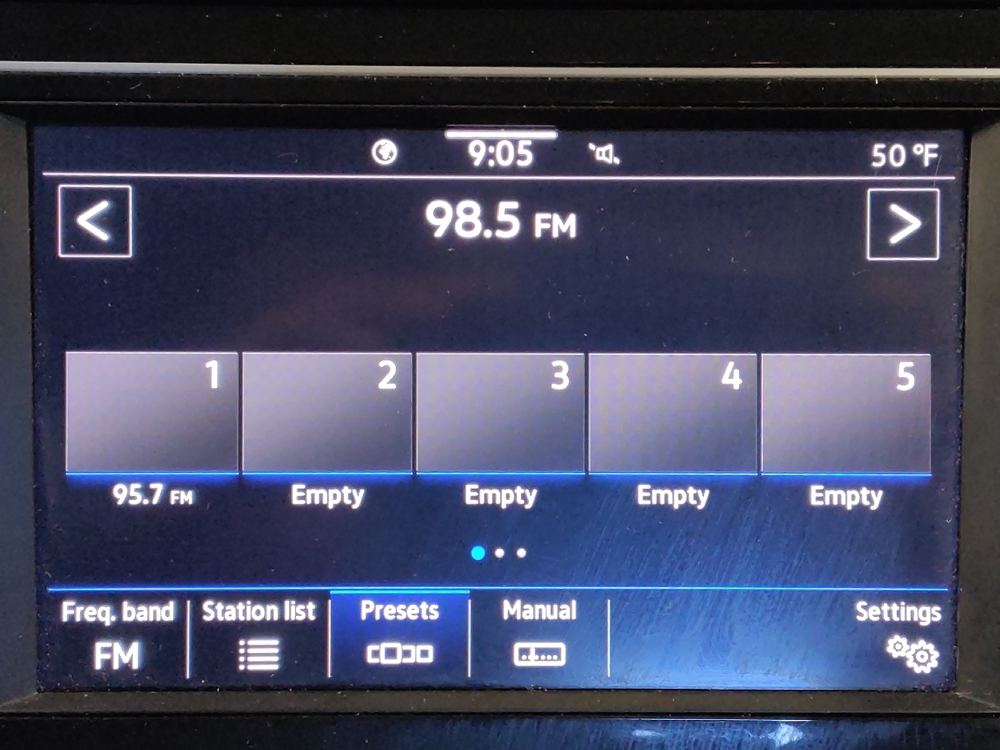 9:05
50 °F
<
98.5 FM
>
1
2
3
4
5
95.7 FM
Empty
Empty
Empty
Empty
Freq. band
Station list
Presets
Manual
Settings
FM